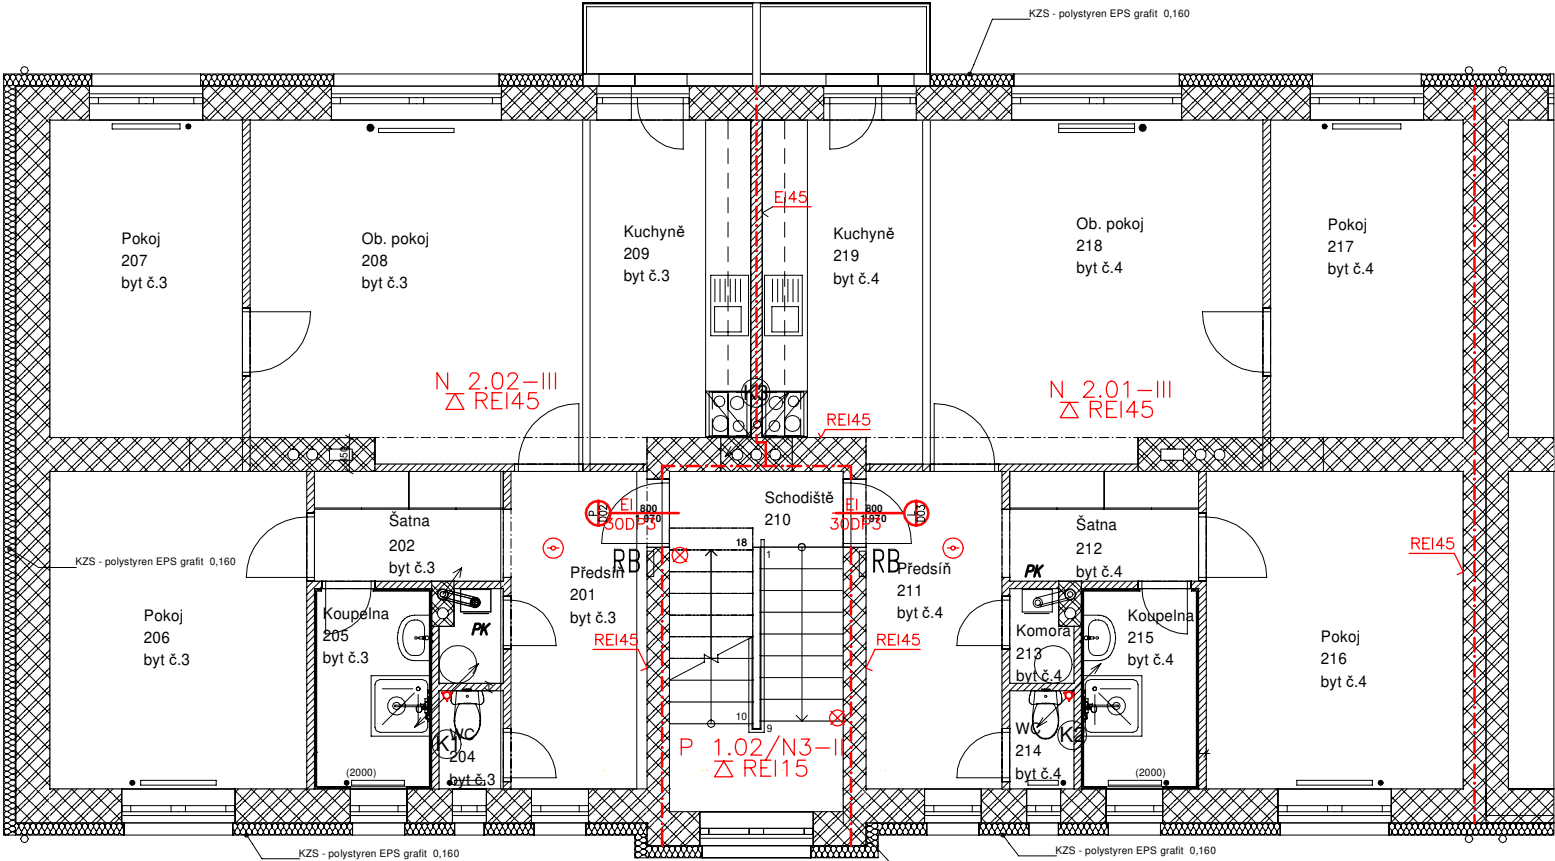 KZS - polystyren EPS grafit 0,160
EI45
Pokoj
207
byt č.3
Ob. pokoj
208
byt č.3
Kuchyně
209
byt č.3
Kuchyně
219
byt č.4
Ob. pokoj
218
byt č.4
Pokoj
217
byt č.4
N 2.02-III
REI45
K3
N 2.01-III
REI45
REI45
Schodiště
210
EI
30DP3
800
1970
EI
30DP3
800
1970
Šatna
202
byt č.3
Šatna
212
byt č.4
REI45
18
1
RB
RB
KZS - polystyren EPS grafit 0,160
Předsíň
201
byt č.3
Předsíň
211
byt č.4
PK
PK
Pokoj
206
byt č.3
Koupelna
205
byt č.3
Komora
213
byt č.4
Koupelna
215
byt č.4
Pokoj
216
byt č.4
REI45
REI45
10
9
WC
204
byt č.3
WC
214
byt č.4
K1
K2
P 1.02/N3-II
REI15
(2000)
(2000)
KZS - polystyren EPS grafit 0,160
KZS - polystyren EPS grafit 0,160